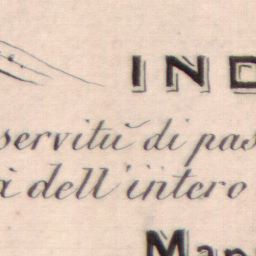 IND
servitù di pas
à dell'intero
Map